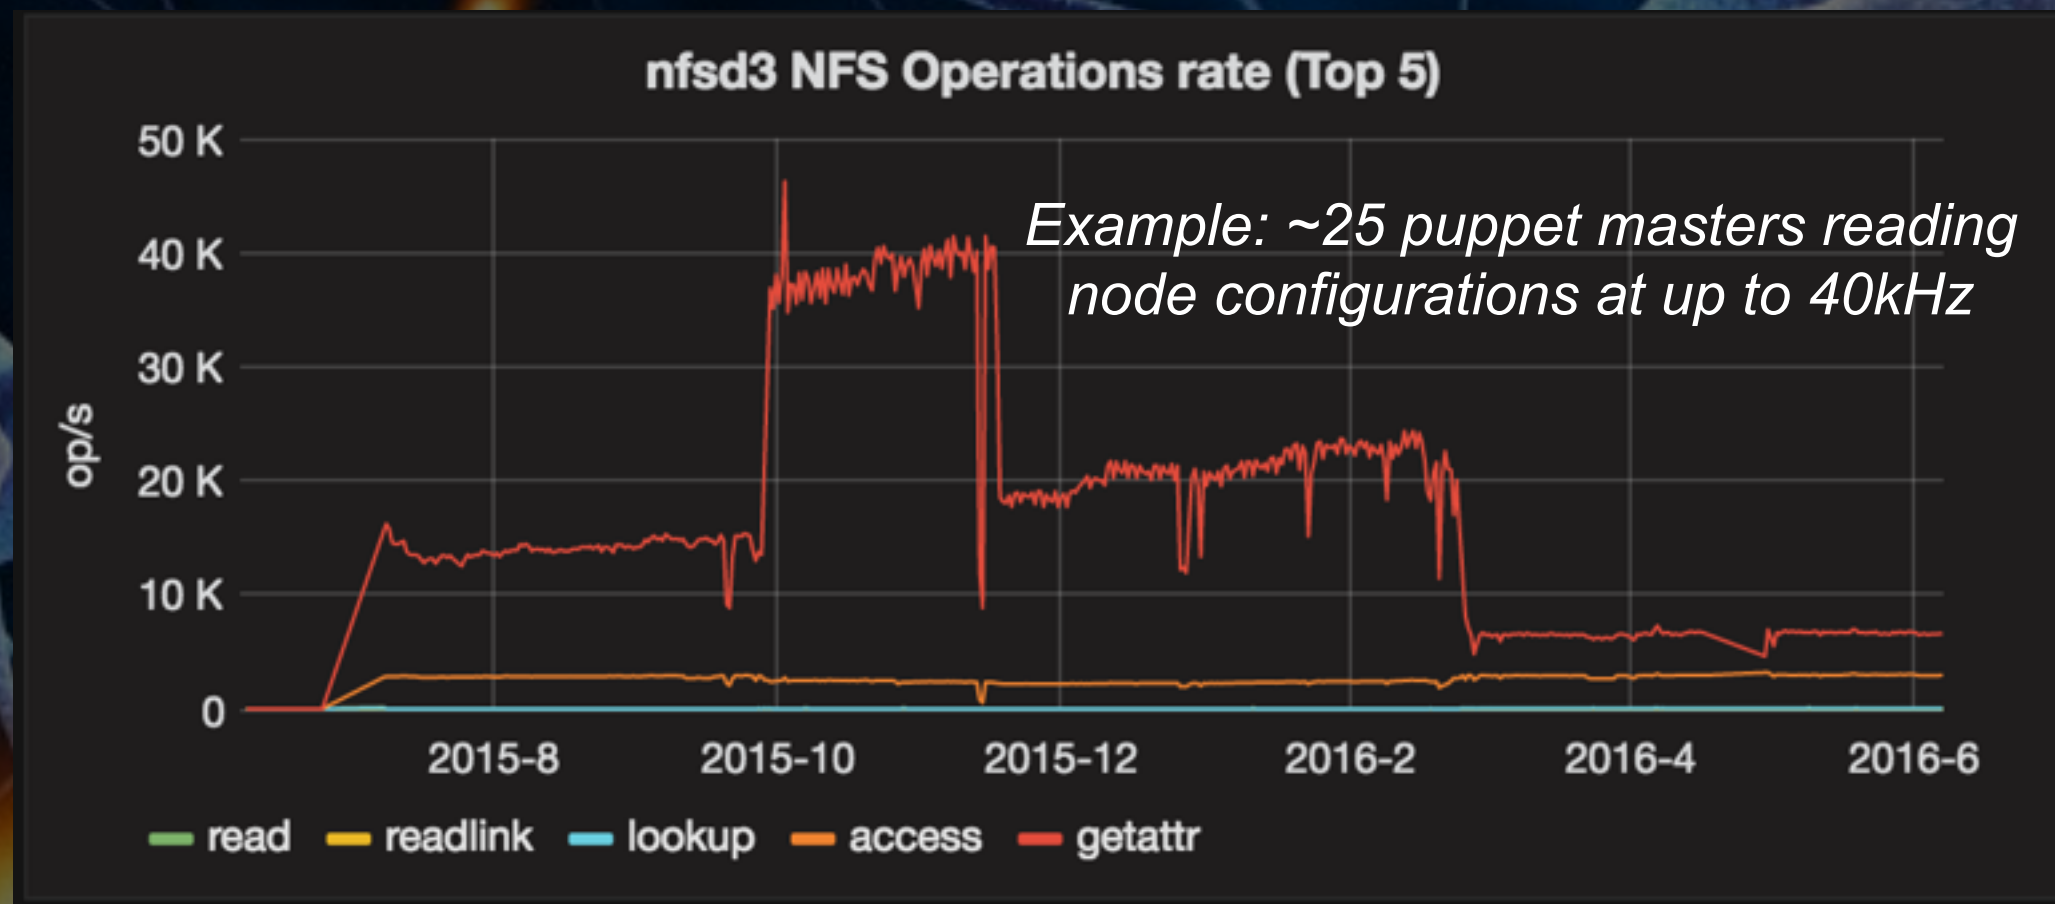 nfsd3 NFS Operations rate (Top 5)
50 K
40 K
30 K
20 K
10 K
0
op/s
Example: ~25 puppet masters reading
node configurations at up to 40kHz
2015-8 2015-10 2015-12 2016-2 2016-4 2016-6
read readlink lookup access getattr